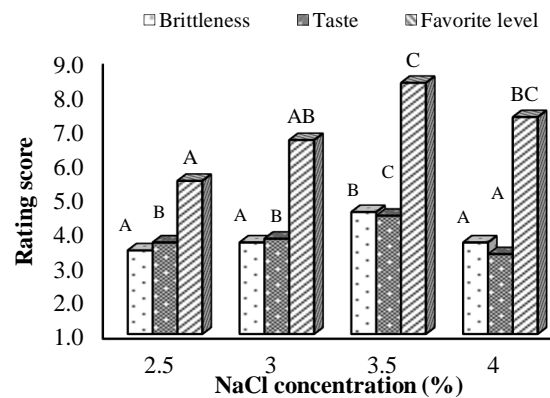 Brittleness Taste Favorite level
9.0
8.0
7.0
6.0
5.0
4.0
3.0
2.0
1.0
Rating score
A B A
A B AB
B C C
A A BC
2.5 3 3.5 4
NaCl concentration (%)